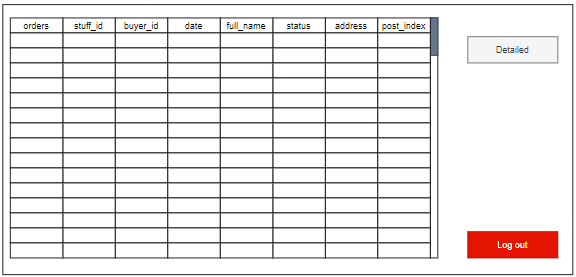 orders stuff_id buyer_id date full_name status address post_index
Detailed
Log out